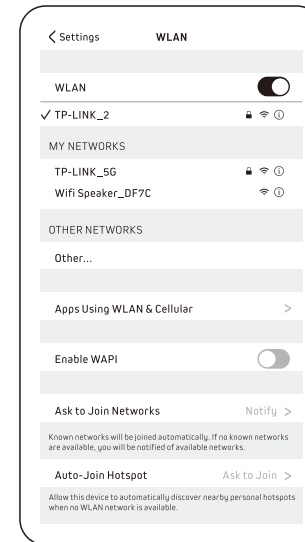 Settings WLAN
WLAN
TP-LINK_2
MY NETWORKS
TP-LINK_5G
Wifi Speaker_DF7C
OTHER NETWORKS
Other...
Apps Using WLAN & Cellular
Enable WAPI
Ask to Join Networks Notify
Known networks will be joined automatically. If no known networks
are available, you will be notified of available networks.
Auto-Join Hotspot Ask to Join
Allow this device to automatically discover nearby personal hotspots
when no WLAN network is available.